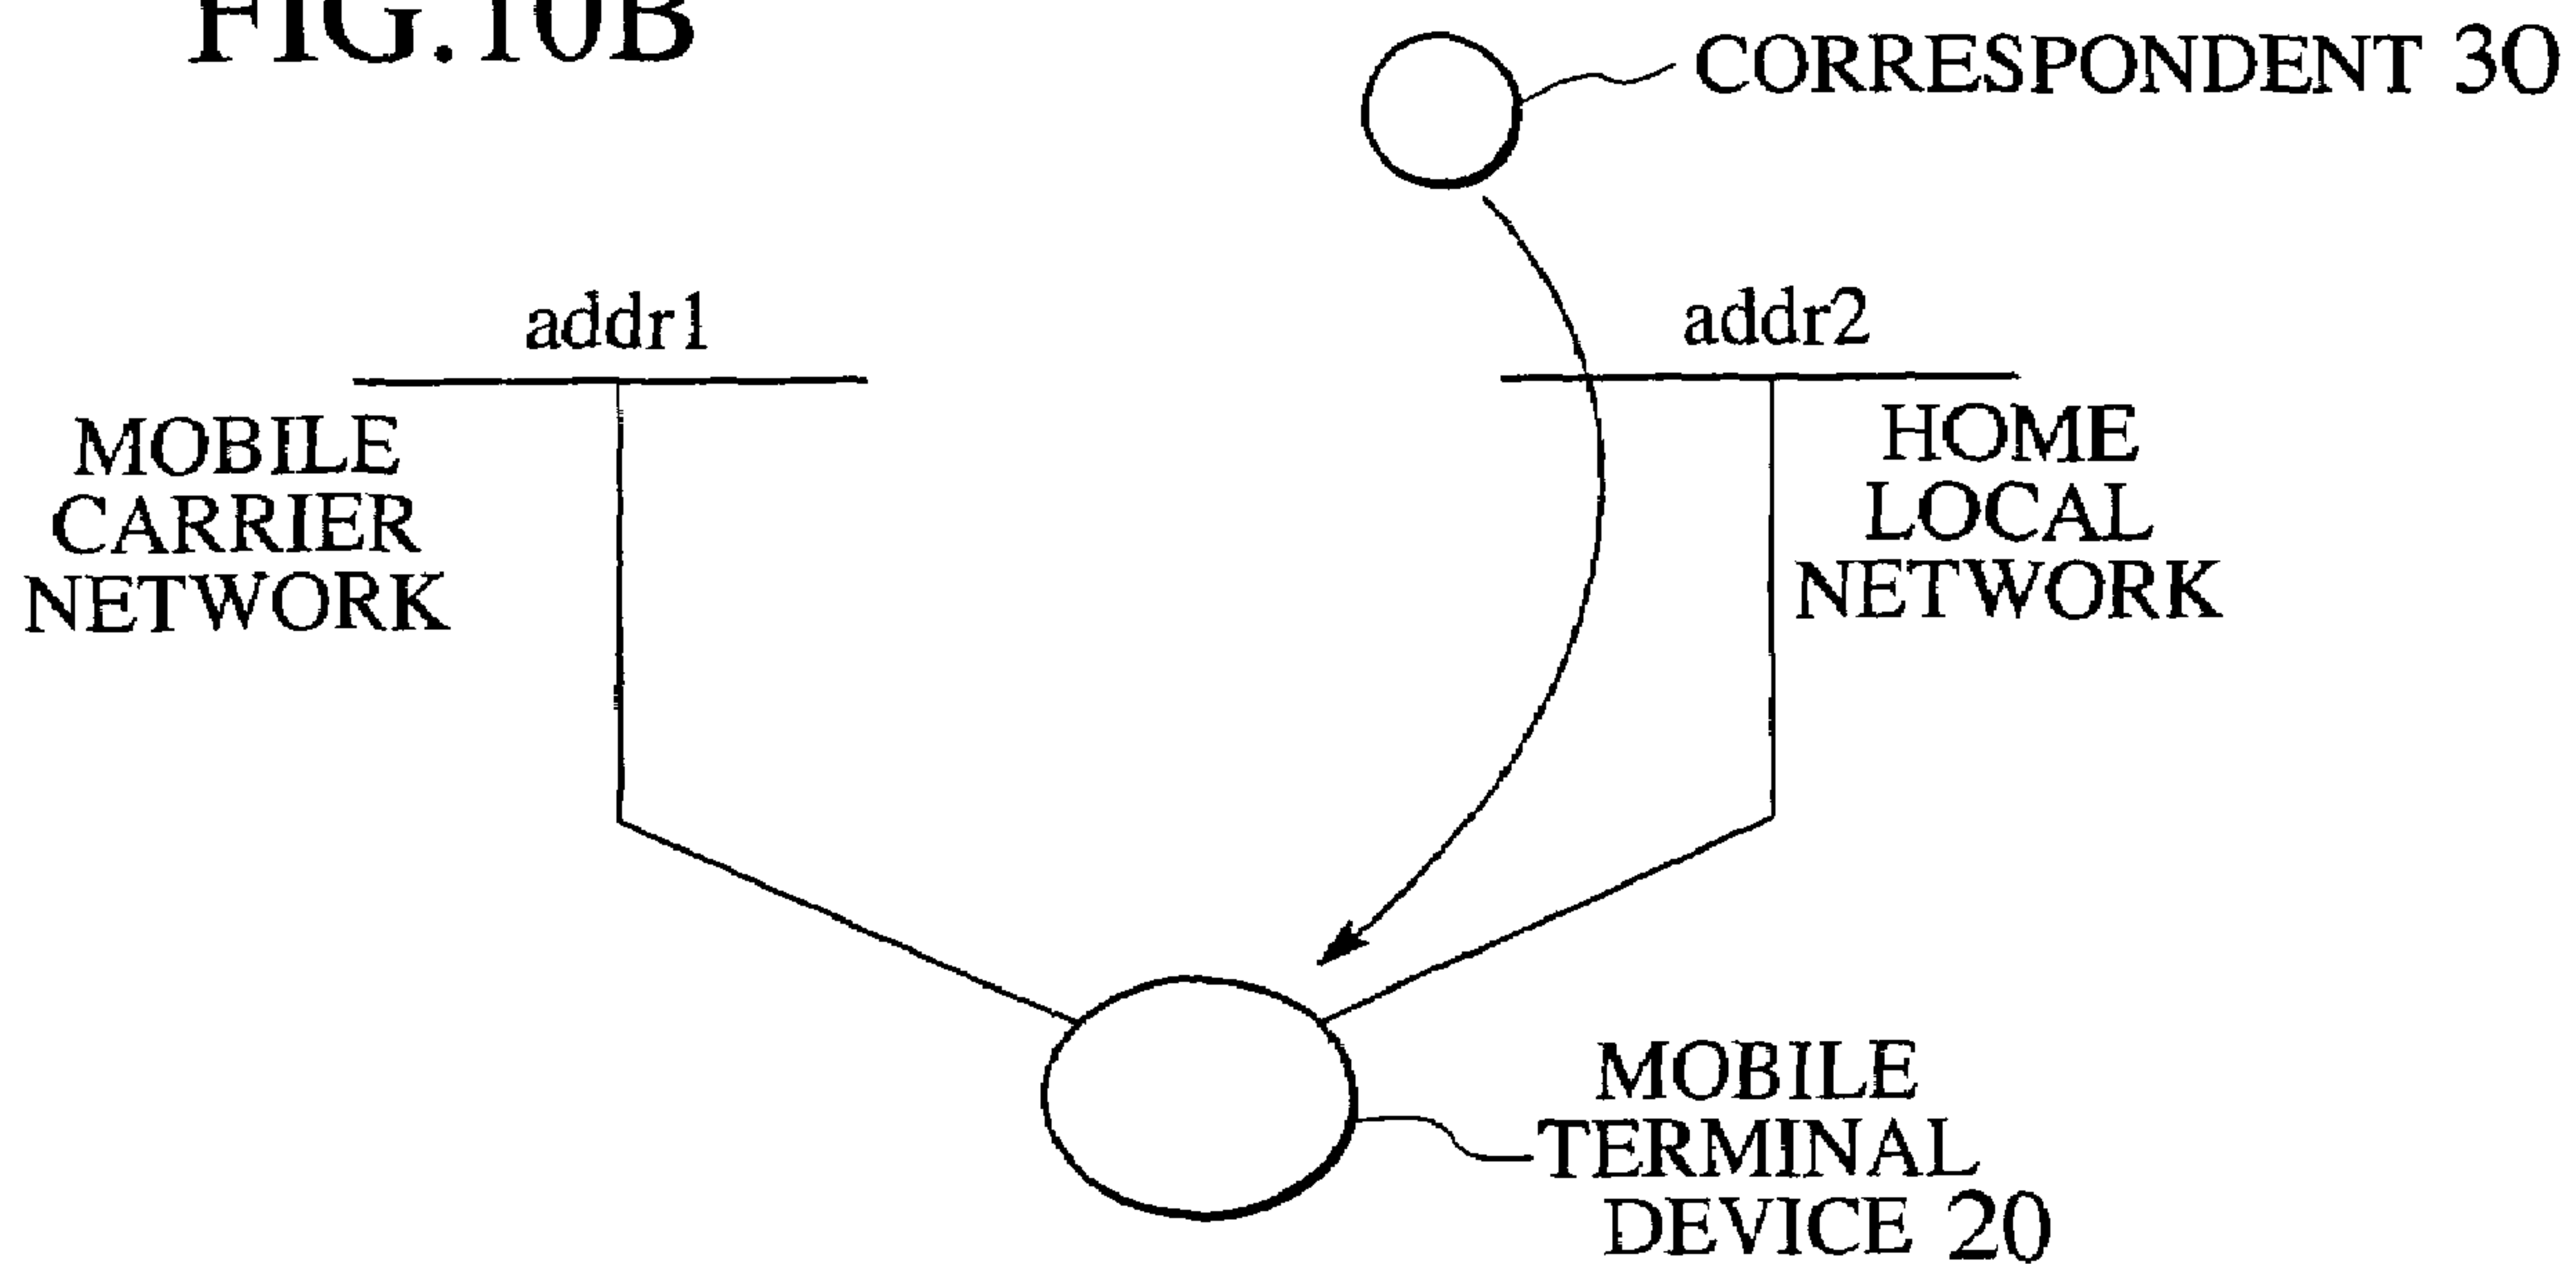 FIG.10B
CORRESPONDENT 30
addr1
addr2
MOBILE
CARRIER
NETWORK
HOME
LOCAL
NETWORK
MOBILE
TERMINAL
DEVICE 20